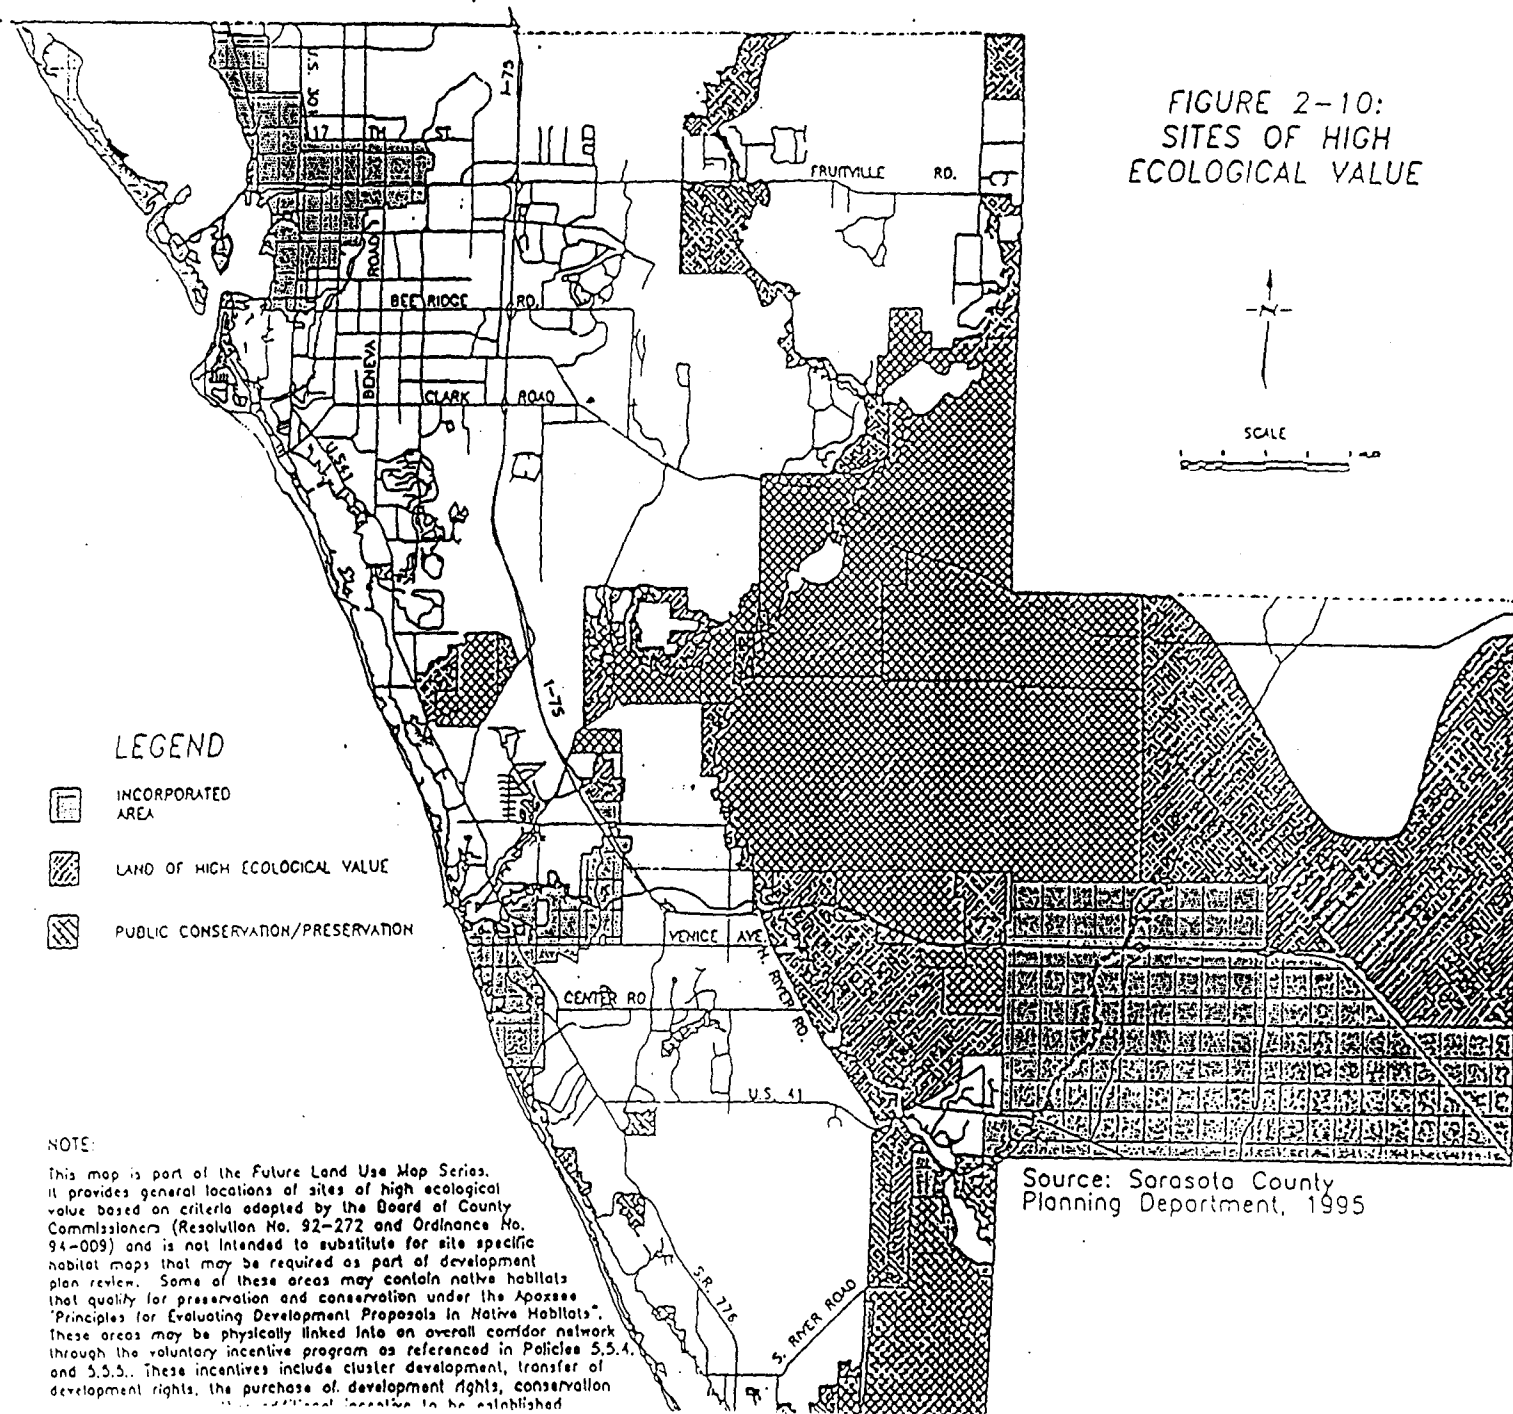 FIGURE 2-10:
SITES OF HIGH
ECOLOGICAL VALUE
-N-
SCALE
I-75
17 TH ST
FRUITVILLE RD.
ROAD
BEE RIDGE RD.
BENEVA
CLARK ROAD
U.S.41
I-75
VENICE AVE.
N. RIVER RD.
CENTER RD
U.S. 41
S.R. 776
S. RIVER ROAD
LEGEND
INCORPORATED
AREA
LAND OF HIGH ECOLOGICAL VALUE
PUBLIC CONSERVATION/PRESERVATION
Source: Sarasota County
Planning Department, 1995
NOTE:
This map is part of the Future Land Use Map Series.
It provides general locations of sites of high ecological
value based on criteria adopted by the Board of County
Commissioners (Resolution No. 92-272 and Ordinance No.
94-009) and is not intended to substitute for site specific
habitat maps that may be required as part of development
plan review. Some of these areas may contain native habitats
that qualify for preservation and conservation under the Apoxsee
"Principles for Evaluating Development Proposals in Native Habitats".
These areas may be physically linked into an overall corridor network
through the voluntary incentive program as referenced in Policies 5.5.4.
and 5.5.5.. These incentives include cluster development, transfer of
development rights, the purchase of development rights, conservation
additional incentive to be established